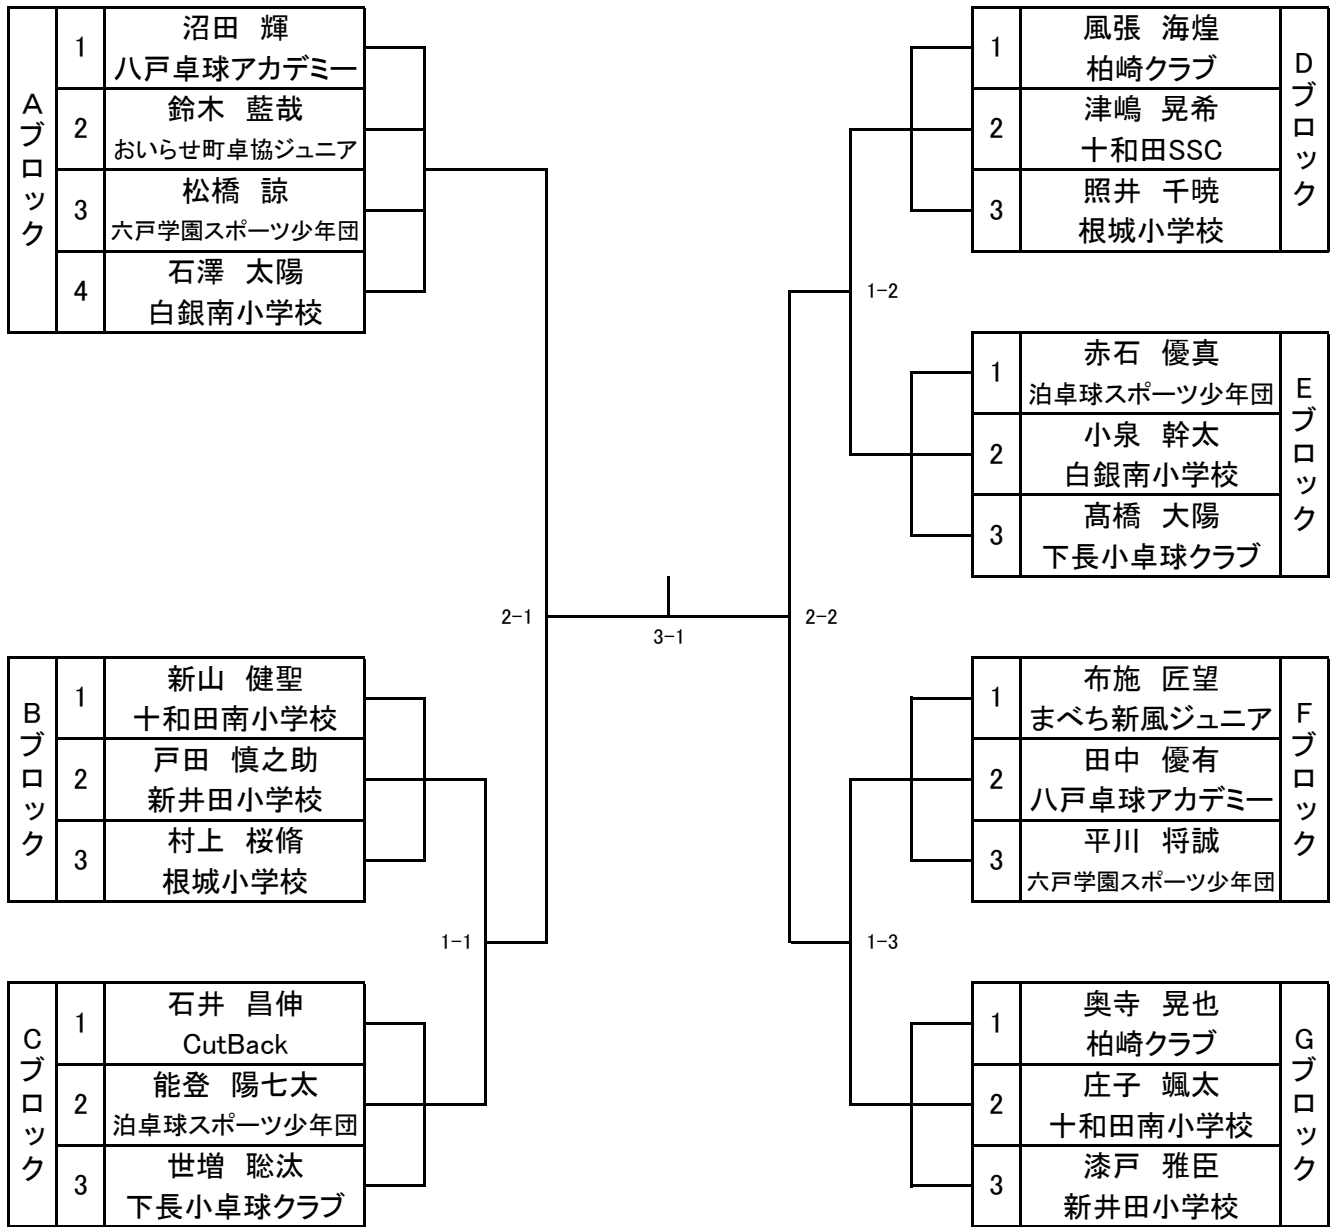 Aブロック
1
沼田 輝
八戸卓球アカデミー
2
鈴木 藍哉
おいらせ町卓協ジュニア
3
松橋 諒
六戸学園スポーツ少年団
4
石澤 太陽
白銀南小学校
Bブロック
1
新山 健聖
十和田南小学校
2
戸田 慎之助
新井田小学校
3
村上 桜脩
根城小学校
Cブロック
1
石井 昌伸
CutBack
2
能登 陽七太
泊卓球スポーツ少年団
3
世増 聡汰
下長小卓球クラブ
1-1
2-1
3-1
2-2
1-2
1-3
Dブロック
1
風張 海煌
柏崎クラブ
2
津嶋 晃希
十和田SSC
3
照井 千暁
根城小学校
Eブロック
1
赤石 優真
泊卓球スポーツ少年団
2
小泉 幹太
白銀南小学校
3
髙橋 大陽
下長小卓球クラブ
Fブロック
1
布施 匠望
まべち新風ジュニア
2
田中 優有
八戸卓球アカデミー
3
平川 将誠
六戸学園スポーツ少年団
Gブロック
1
奥寺 晃也
柏崎クラブ
2
庄子 颯太
十和田南小学校
3
漆戸 雅臣
新井田小学校